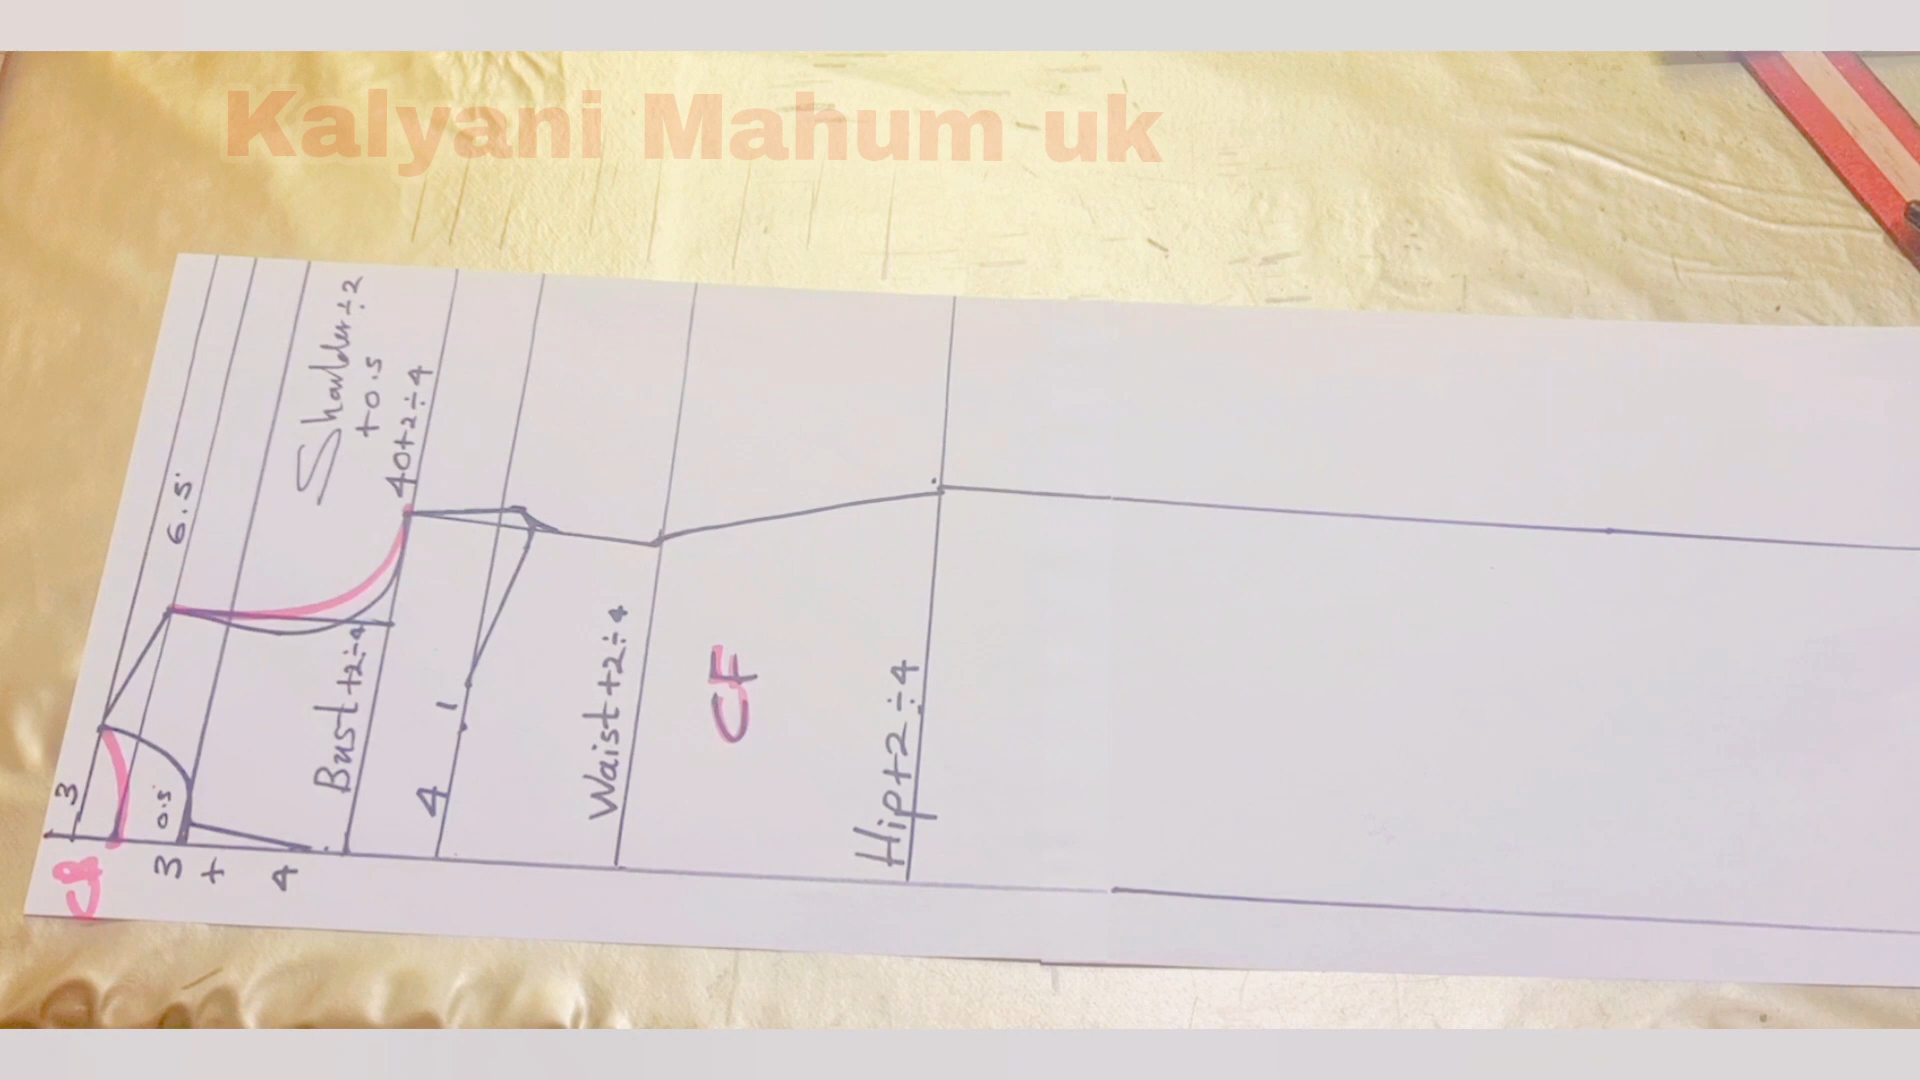 Kalyani Mahum uk
3
6.5
Shoulder÷2
+0.5
40+2÷4
0.5
3
+
4
Bust+2÷4
4
1
Waist+2÷4
CF
Hip+2÷4